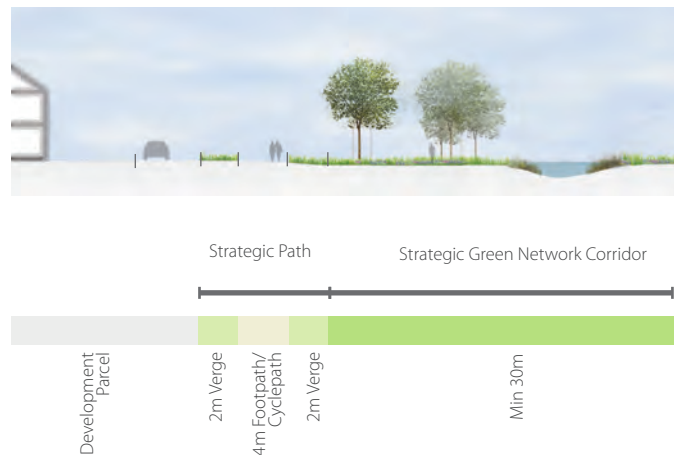 Strategic Path
Strategic Green Network Corridor
Development
Parcel
2m Verge
4m Footpath/
Cyclepath
2m Verge
Min 30m